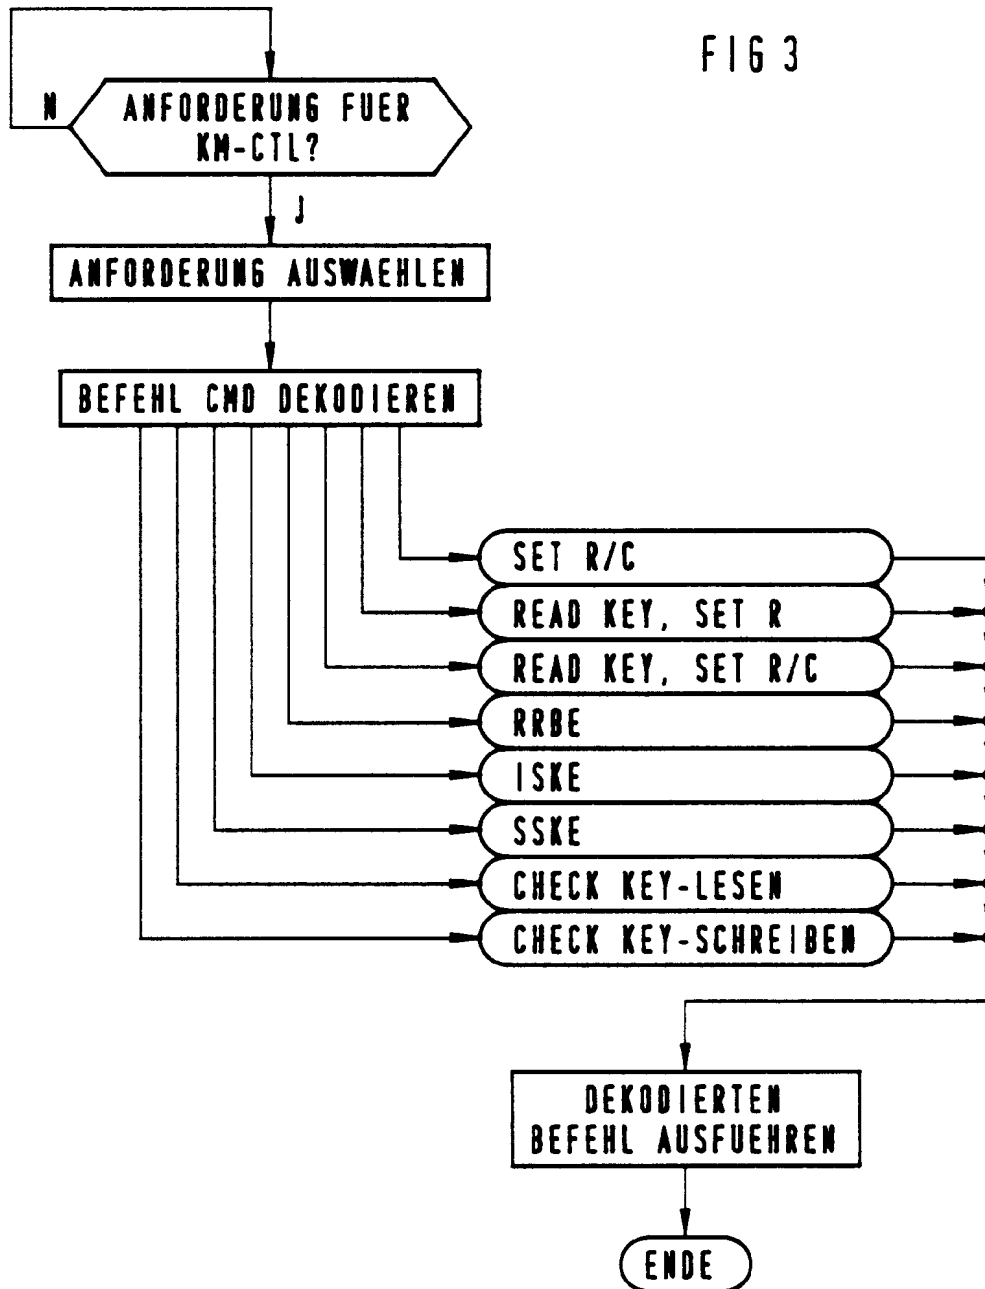 FIG 3
ANFORDERUNG FUER
KM-CTL?
N
J
ANFORDERUNG AUSWAEHLEN
BEFEHL CMD DEKODIEREN
SET R/C
READ KEY, SET R
READ KEY, SET R/C
RRBE
ISKE
SSKE
CHECK KEY-LESEN
CHECK KEY-SCHREIBEN
DEKODIERTEN
BEFEHL AUSFUEHREN
ENDE